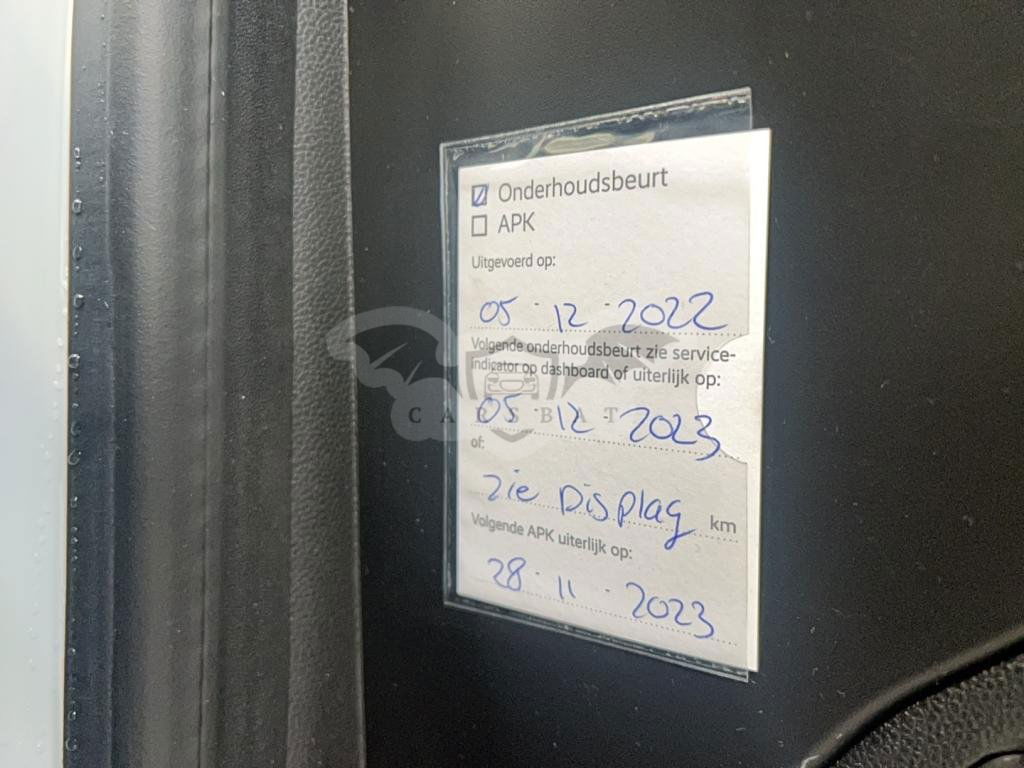 Onderhoudsbeurt
APK
Uitgevoerd op:
05 · 12 · 2022
Volgende onderhoudsbeurt zie service-
indicator op dashboard of uiterlijk op:
05 · 12 · 2023
CARSBAT
of:
Zie Display km
Volgende APK uiterlijk op:
28 · 11 · 2023